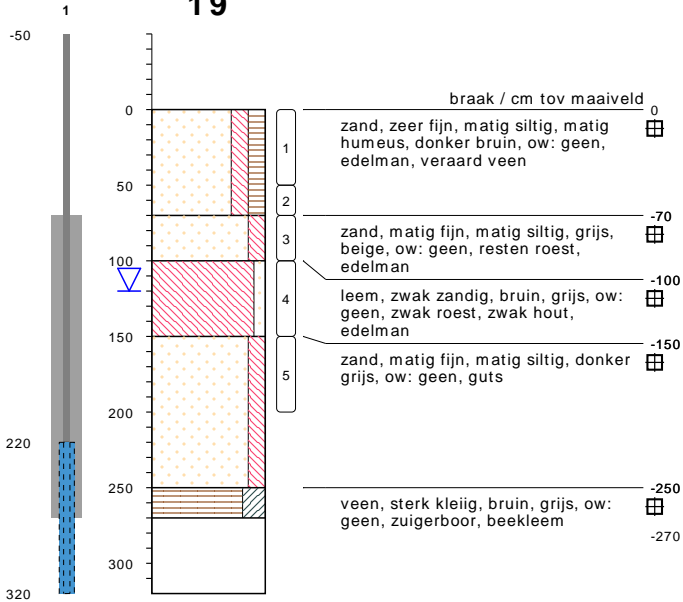 19
1
-50
braak / cm tov maaiveld
0
0
zand, zeer fijn, matig siltig, matig
humeus, donker bruin, ow: geen,
edelman, veraard veen
1
50
2
-70
zand, matig fijn, matig siltig, grijs,
beige, ow: geen, resten roest,
edelman
3
100
-100
leem, zwak zandig, bruin, grijs, ow:
geen, zwak roest, zwak hout,
edelman
4
150
-150
zand, matig fijn, matig siltig, donker
grijs, ow: geen, guts
5
200
220
250
-250
veen, sterk kleiig, bruin, grijs, ow:
geen, zuigerboor, beekleem
-270
300
320